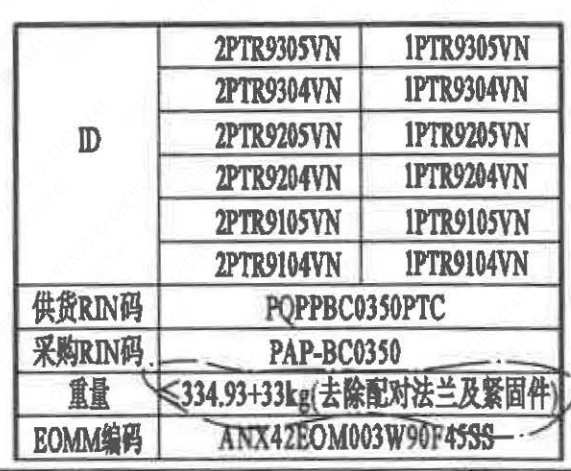 2PTR9305VN 1PTR9305VN
2PTR9304VN 1PTR9304VN
ID 2PTR9205VN 1PTR9205VN
2PTR9204VN 1PTR9204VN
2PTR9105VN 1PTR9105VN
2PTR9104VN 1PTR9104VN
供货RIN码 PQPPBC0350PTC
采购RIN码 PAP-BC0350
重量 <334.93+33kg(去除配对法兰及紧固件)
EOMM编码 ANX42EOM003W90F45SS